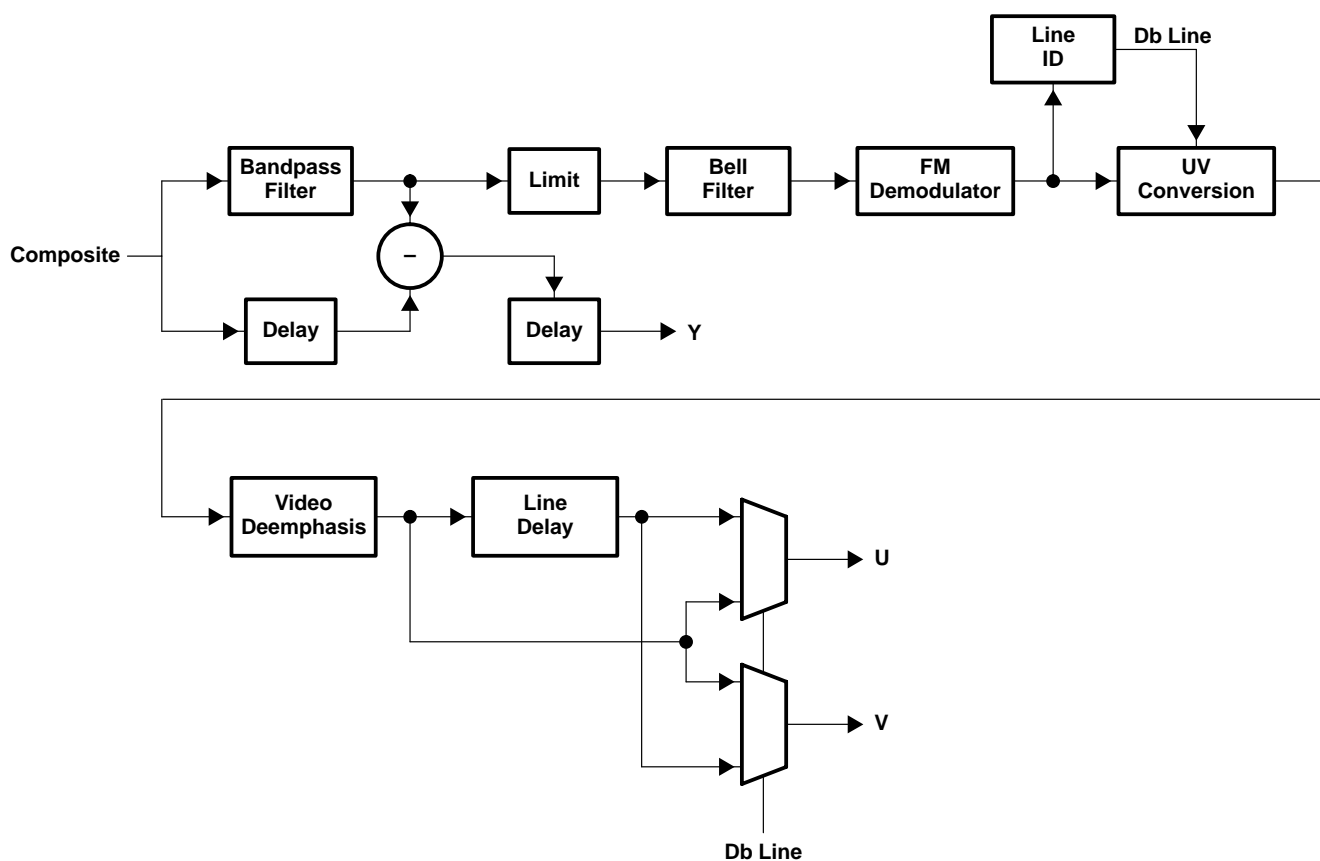 Line
ID
Db Line
Bandpass
Filter
Limit
Bell
Filter
FM
Demodulator
UV
Conversion
Composite
–
Delay
Delay
Y
Video
Deemphasis
Line
Delay
U
V
Db Line